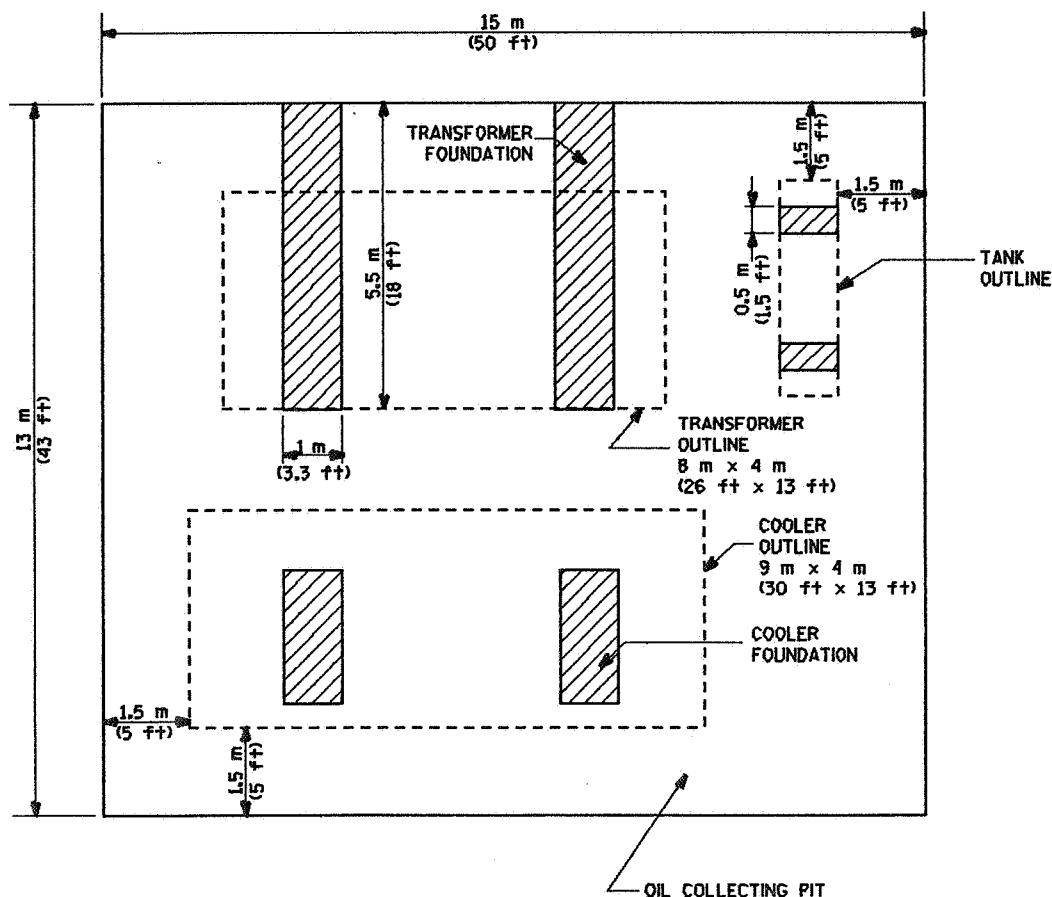 15 m
(50 ft)
TRANSFORMER
FOUNDATION
1.5 m
(5 ft)
1.5 m
(5 ft)
0.5 m
(1.5 ft)
TANK
OUTLINE
5.5 m
(18 ft)
13 m
(43 ft)
1 m
(3.3 ft)
TRANSFORMER
OUTLINE
8 m x 4 m
(26 ft x 13 ft)
COOLER
OUTLINE
9 m x 4 m
(30 ft x 13 ft)
COOLER
FOUNDATION
1.5 m
(5 ft)
1.5 m
(5 ft)
OIL COLLECTING PIT